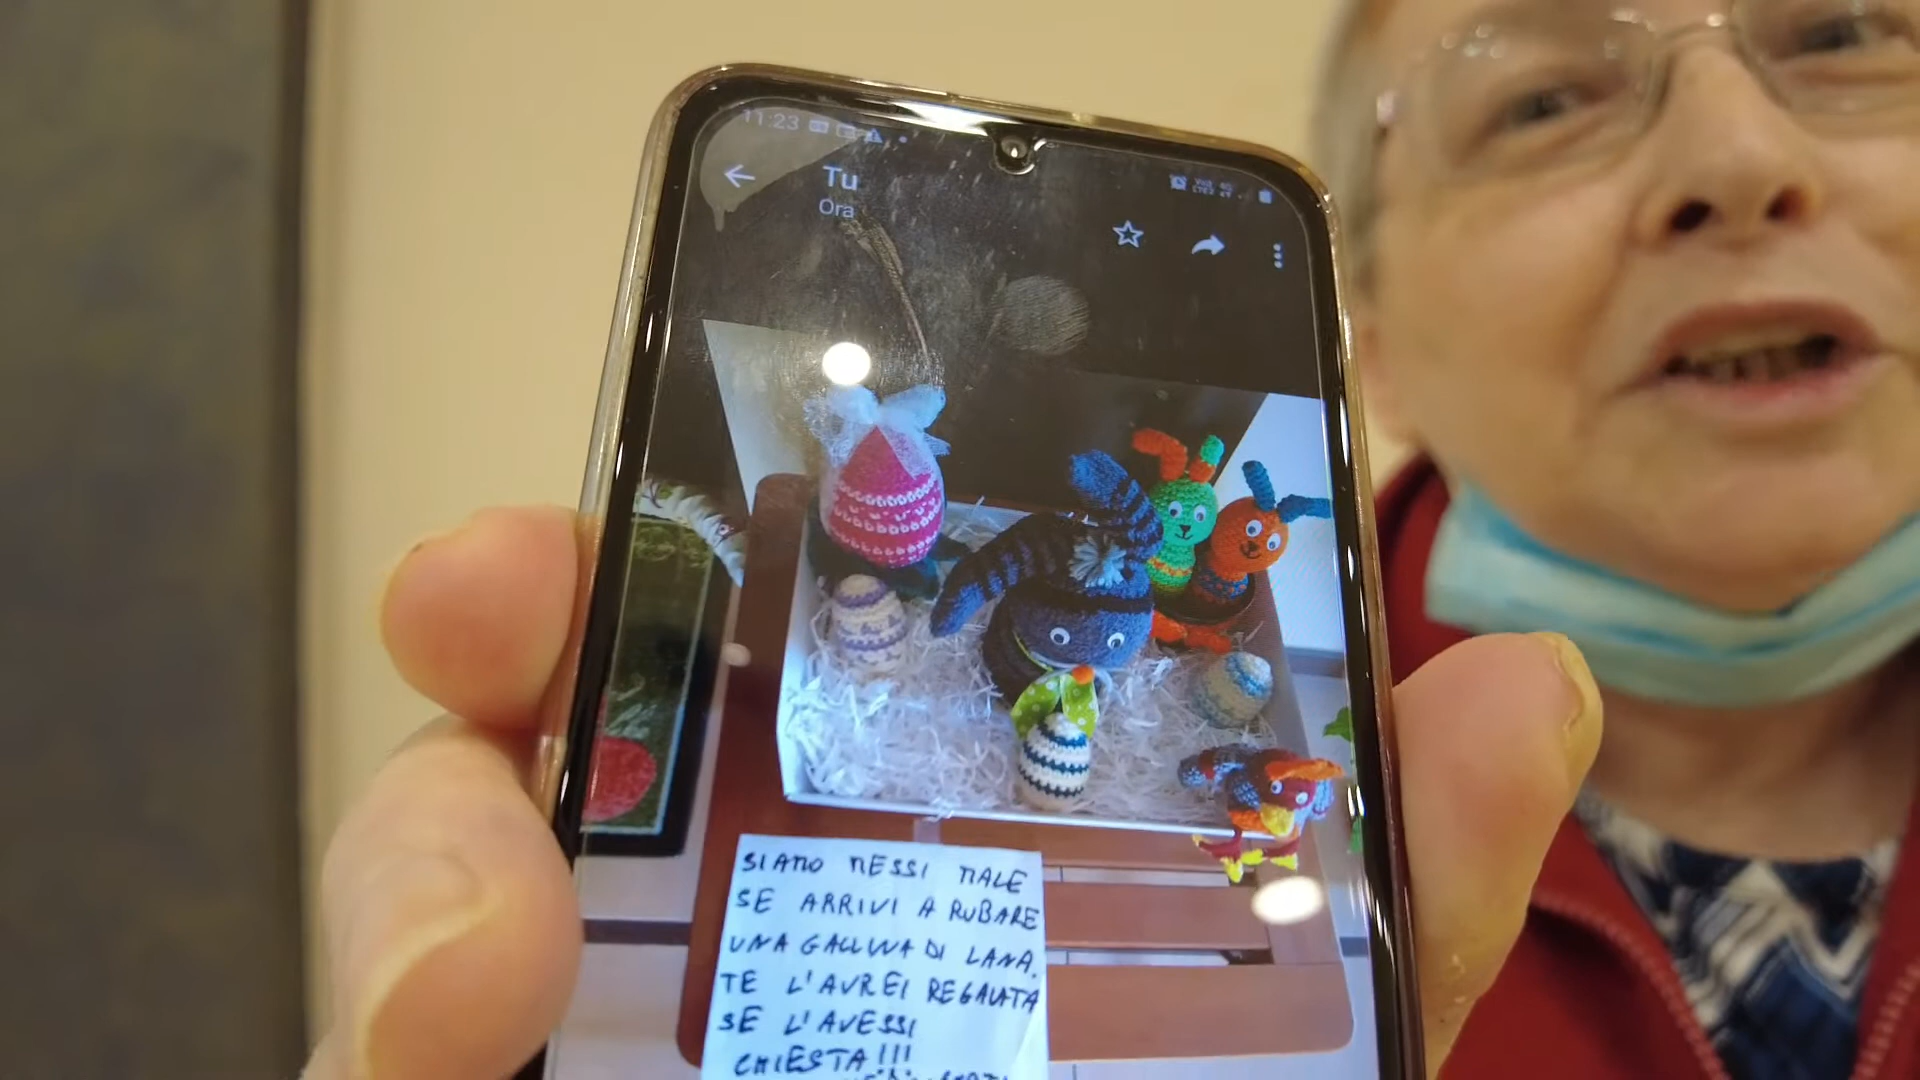 11:23
Tu
Ora
SIAMO MESSI MALE
SE ARRIVI A RUBARE
UNA GALLINA DI LANA.
TE L'AVREI REGALATA
SE L'AVESSI
CHIESTA!!!